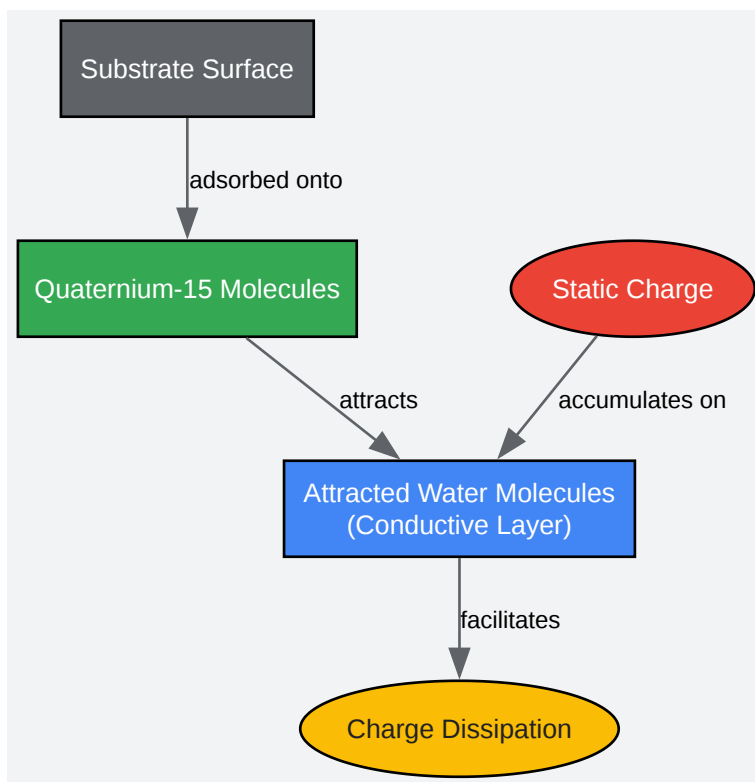 Substrate Surface
adsorbed onto
Quaternium-15 Molecules
Static Charge
attracts
accumulates on
Attracted Water Molecules
(Conductive Layer)
facilitates
Charge Dissipation